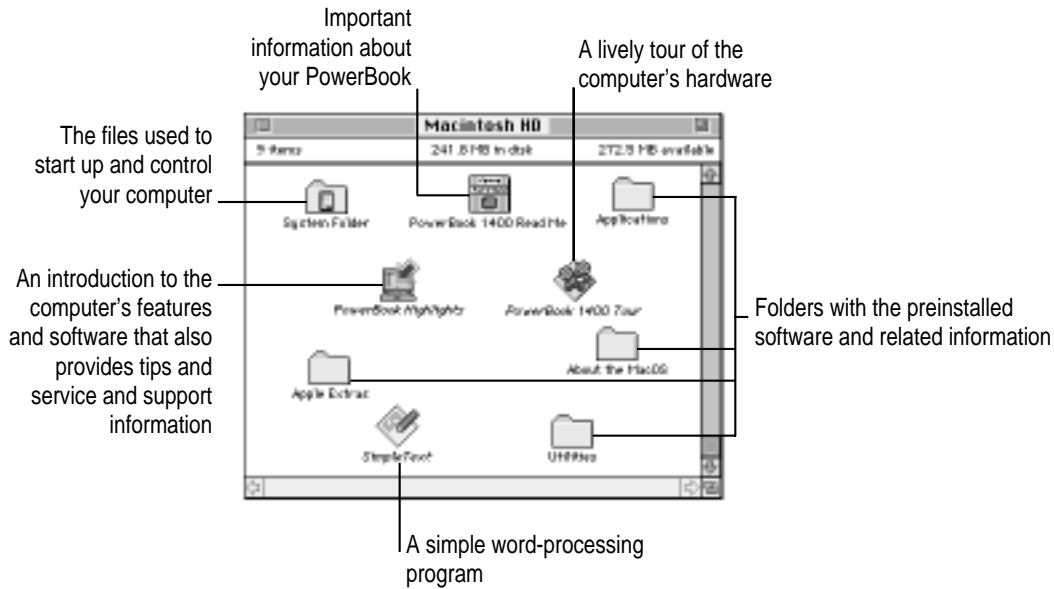 Important
information about
your PowerBook
A lively tour of the
computer’s hardware
The files used to
start up and control
your computer
Macintosh HD
9 items
241.8 MB in disk
272.9 MB available
System Folder
PowerBook 1400 Read Me
Applications
An introduction to the
computer’s features
and software that also
provides tips and
service and support
information
PowerBook Highlights
PowerBook 1400 Tour
Folders with the preinstalled
software and related information
About the MacOS
Apple Extras
SimpleText
Utilities
A simple word-processing
program